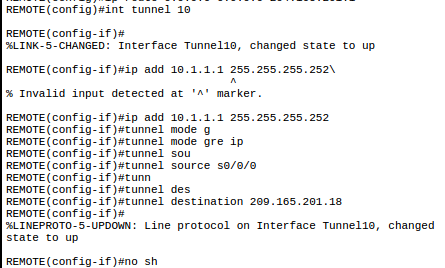 REMOTE(config)#int tunnel 10
REMOTE(config-if)#
%LINK-5-CHANGED: Interface Tunnel10, changed state to up
REMOTE(config-if)#ip add 10.1.1.1 255.255.255.252\
^
% Invalid input detected at '^' marker.
REMOTE(config-if)#ip add 10.1.1.1 255.255.255.252
REMOTE(config-if)#tunnel mode g
REMOTE(config-if)#tunnel mode gre ip
REMOTE(config-if)#tunnel sou
REMOTE(config-if)#tunnel source s0/0/0
REMOTE(config-if)#tunn
REMOTE(config-if)#tunnel des
REMOTE(config-if)#tunnel destination 209.165.201.18
REMOTE(config-if)#
%LINEPROTO-5-UPDOWN: Line protocol on Interface Tunnel10, changed
state to up
REMOTE(config-if)#no sh